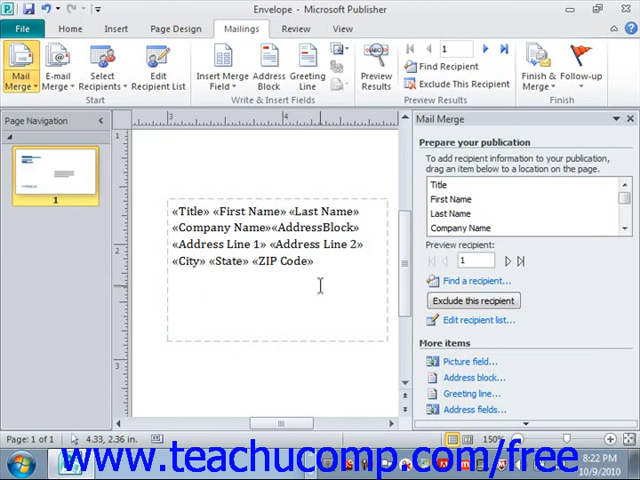 Envelope - Microsoft Publisher
File Home Insert Page Design Mailings Review View
Mail Merge
E-mail Merge
Select Recipients
Edit Recipient List
Start
Insert Merge Field
Address Block
Greeting Line
Write & Insert Fields
Preview Results
1
Find Recipient
Exclude This Recipient
Preview Results
Finish & Merge
Follow-up
Finish
Page Navigation
1
3 4
1
2
3
«Title» «First Name» «Last Name»
«Company Name»«AddressBlock»
«Address Line 1» «Address Line 2»
«City» «State» «ZIP Code»
Mail Merge
Prepare your publication
To add recipient information to your publication,
drag an item below to a location on the page.
Title
First Name
Last Name
Company Name
Preview recipient:
1
Find a recipient...
Exclude this recipient
Edit recipient list...
More items
Picture field...
Address block...
Greeting line...
Address fields...
Page: 1 of 1
4.33, 2.36 in.
150%
www.teachucomp.com/free
8:22 PM
10/9/2010